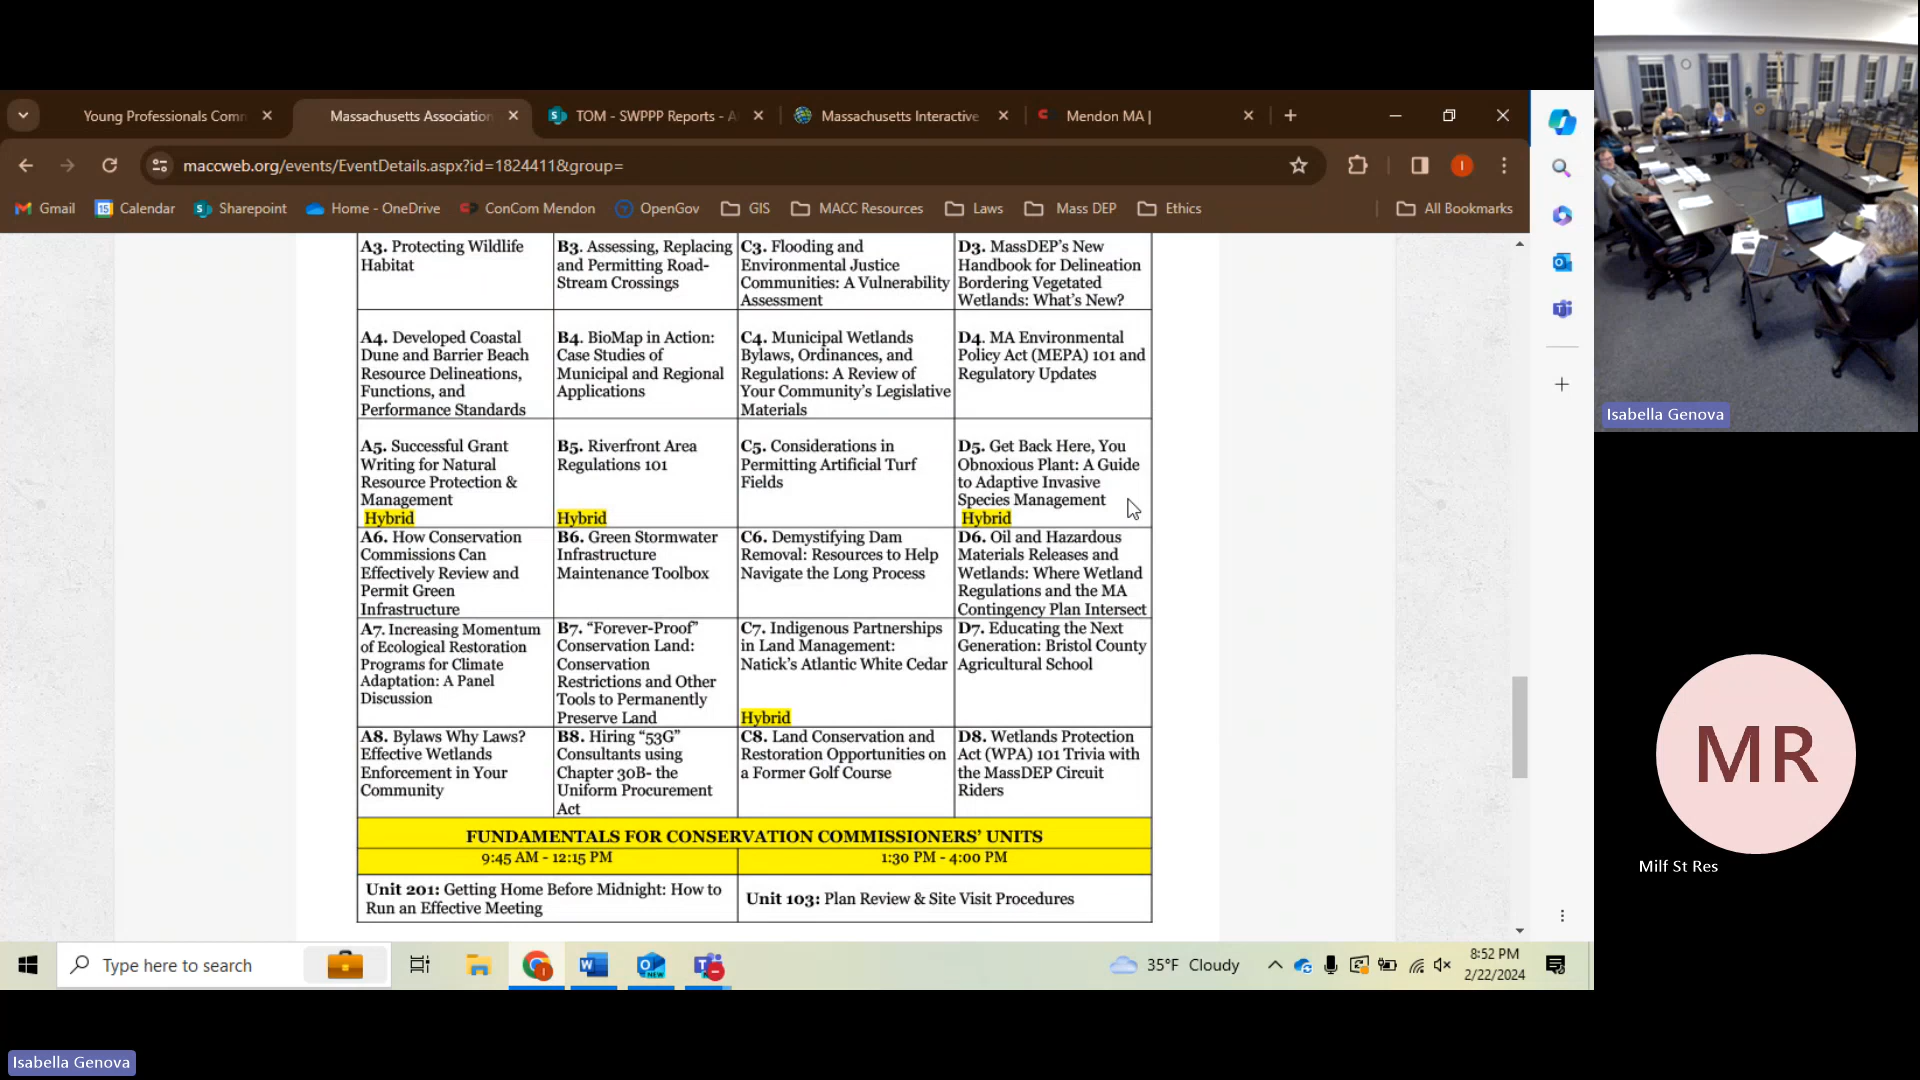 Young Professionals Com
Massachusetts Association
TOM - SWPPP Reports - A
Massachusetts Interactive
Mendon MA |
maccweb.org/events/EventDetails.aspx?id=1824411&group=
I
Gmail
15
Calendar
Sharepoint
Home - OneDrive
ConCom Mendon
OpenGov
GIS
MACC Resources
Laws
Mass DEP
Ethics
All Bookmarks
A3. Protecting Wildlife
Habitat
B3. Assessing, Replacing
and Permitting Road-
Stream Crossings
C3. Flooding and
Environmental Justice
Communities: A Vulnerability
Assessment
D3. MassDEP's New
Handbook for Delineation
Bordering Vegetated
Wetlands: What's New?
A4. Developed Coastal
Dune and Barrier Beach
Resource Delineations,
Functions, and
Performance Standards
B4. BioMap in Action:
Case Studies of
Municipal and Regional
Applications
C4. Municipal Wetlands
Bylaws, Ordinances, and
Regulations: A Review of
Your Community's Legislative
Materials
D4. MA Environmental
Policy Act (MEPA) 101 and
Regulatory Updates
A5. Successful Grant
Writing for Natural
Resource Protection &
Management
Hybrid
B5. Riverfront Area
Regulations 101
Hybrid
C5. Considerations in
Permitting Artificial Turf
Fields
D5. Get Back Here, You
Obnoxious Plant: A Guide
to Adaptive Invasive
Species Management
Hybrid
A6. How Conservation
Commissions Can
Effectively Review and
Permit Green
Infrastructure
B6. Green Stormwater
Infrastructure
Maintenance Toolbox
C6. Demystifying Dam
Removal: Resources to Help
Navigate the Long Process
D6. Oil and Hazardous
Materials Releases and
Wetlands: Where Wetland
Regulations and the MA
Contingency Plan Intersect
A7. Increasing Momentum
of Ecological Restoration
Programs for Climate
Adaptation: A Panel
Discussion
B7. "Forever-Proof"
Conservation Land:
Conservation
Restrictions and Other
Tools to Permanently
Preserve Land
C7. Indigenous Partnerships
in Land Management:
Natick's Atlantic White Cedar
Hybrid
D7. Educating the Next
Generation: Bristol County
Agricultural School
A8. Bylaws Why Laws?
Effective Wetlands
Enforcement in Your
Community
B8. Hiring "53G"
Consultants using
Chapter 30B- the
Uniform Procurement
Act
C8. Land Conservation and
Restoration Opportunities on
a Former Golf Course
D8. Wetlands Protection
Act (WPA) 101 Trivia with
the MassDEP Circuit
Riders
FUNDAMENTALS FOR CONSERVATION COMMISSIONERS' UNITS
9:45 AM - 12:15 PM
1:30 PM - 4:00 PM
Unit 201: Getting Home Before Midnight: How to
Run an Effective Meeting
Unit 103: Plan Review & Site Visit Procedures
Type here to search
35°F Cloudy
8:52 PM
2/22/2024
Isabella Genova
MR
Milf St Res
Isabella Genova